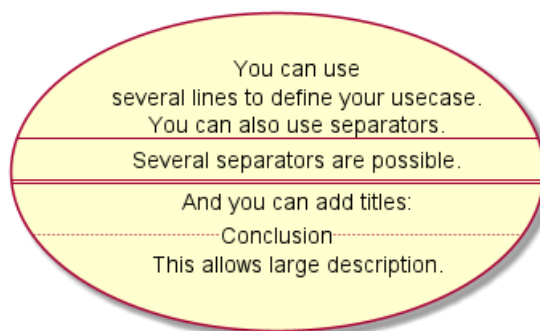 You can use
several lines to define your usecase.
You can also use separators.
Several separators are possible.
And you can add titles:
Conclusion
This allows large description.